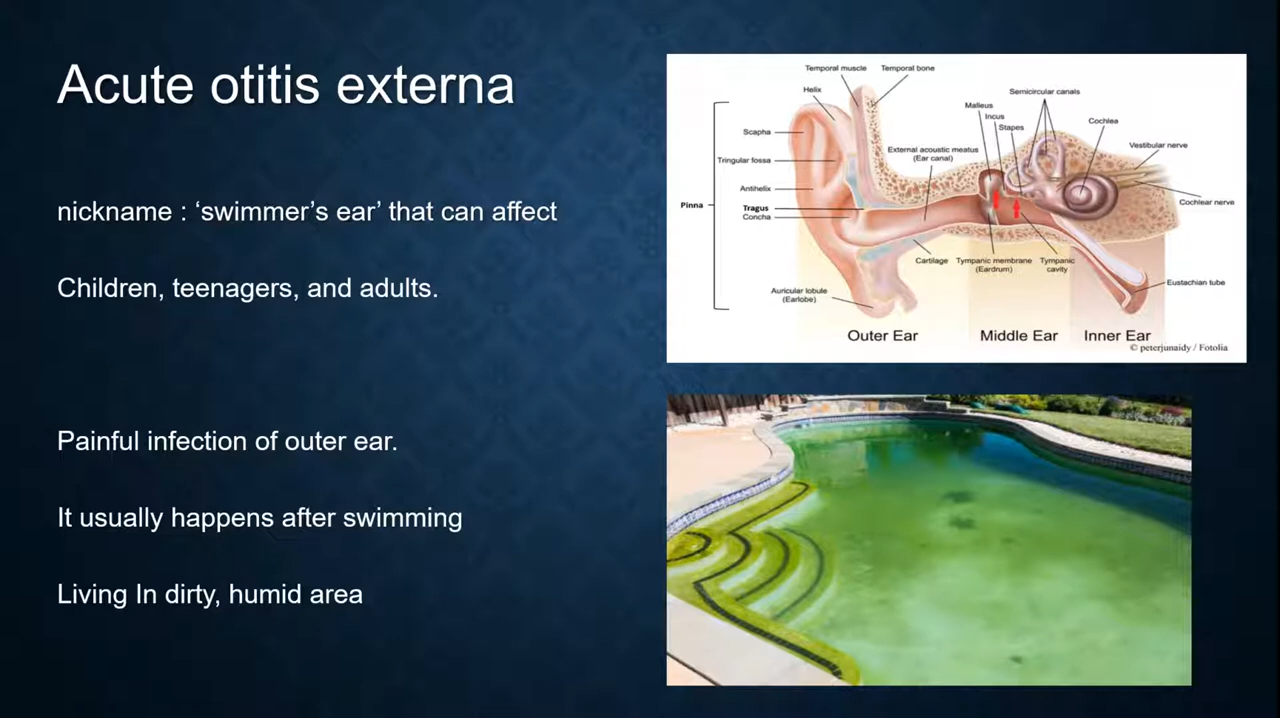 Acute otitis externa
nickname : ‘swimmer’s ear’ that can affect
Children, teenagers, and adults.
Painful infection of outer ear.
It usually happens after swimming
Living In dirty, humid area
Temporal muscle
Temporal bone
Helix
Semicircular canals
Malleus
Incus
Stapes
Cochlea
Scapha
External acoustic meatus
(Ear canal)
Vestibular nerve
Tringular fossa
Antihelix
Pinna
Tragus
Concha
Cochlear nerve
Cartilage
Tympanic membrane
(Eardrum)
Tympanic
cavity
Eustachian tube
Auricular lobule
(Earlobe)
Outer Ear
Middle Ear
Inner Ear
© peterjunaidy / Fotolia